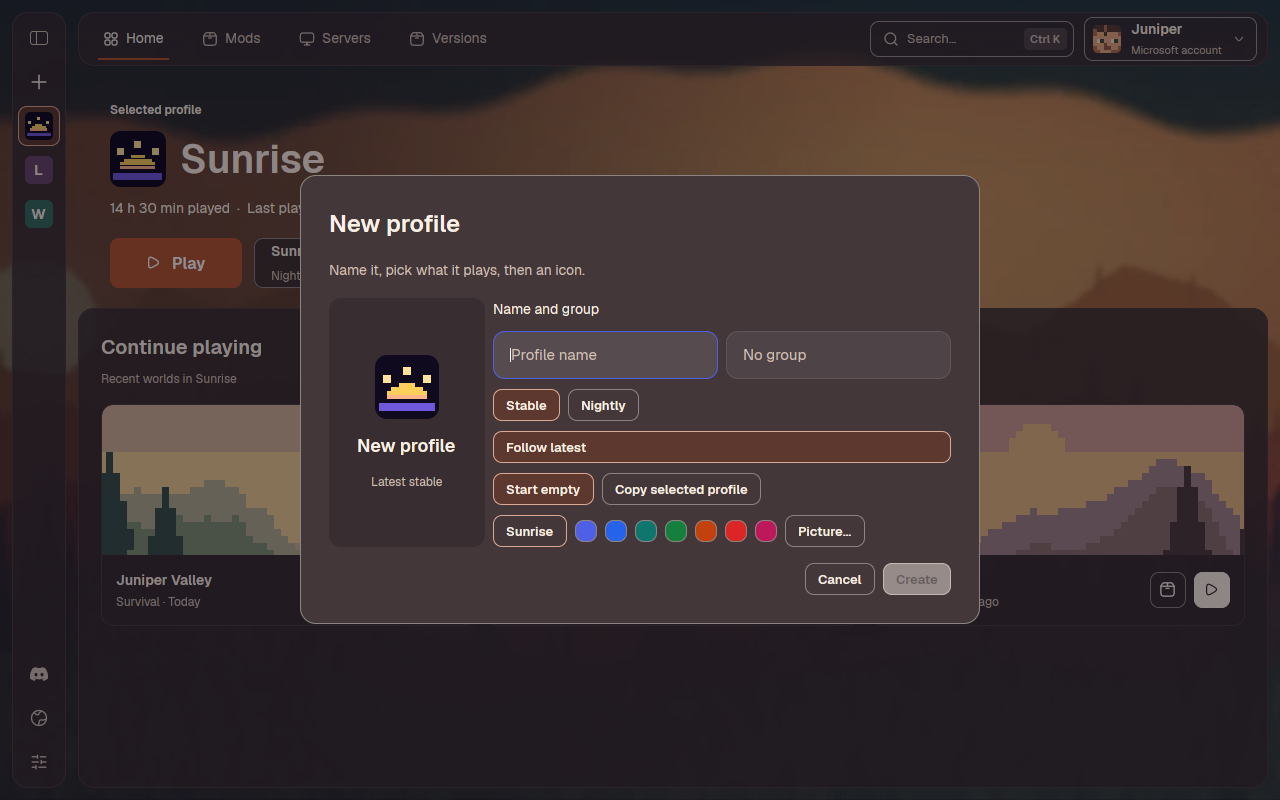 Home
Mods
Servers
Versions
Search...
Ctrl K
Juniper
Microsoft account
L
W
Selected profile
Sunrise
14 h 30 min played · Last
Play
New profile
Name it, pick what it plays, then an icon.
New profile
Latest stable
Name and group
Profile name
No group
Stable
Nightly
Follow latest
Start empty
Copy selected profile
Sunrise
Picture...
Cancel
Create
Continue playing
Recent worlds in Sunrise
Juniper Valley
Survival · Today
ago